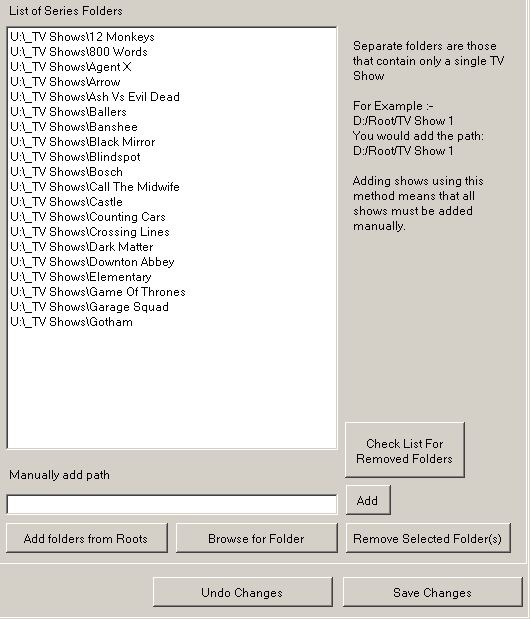 List of Series Folders
U:\_TV Shows\12 Monkeys
U:\_TV Shows\800 Words
U:\_TV Shows\Agent X
U:\_TV Shows\Arrow
U:\_TV Shows\Ash Vs Evil Dead
U:\_TV Shows\Ballers
U:\_TV Shows\Banshee
U:\_TV Shows\Black Mirror
U:\_TV Shows\Blindspot
U:\_TV Shows\Bosch
U:\_TV Shows\Call The Midwife
U:\_TV Shows\Castle
U:\_TV Shows\Counting Cars
U:\_TV Shows\Crossing Lines
U:\_TV Shows\Dark Matter
U:\_TV Shows\Downton Abbey
U:\_TV Shows\Elementary
U:\_TV Shows\Game Of Thrones
U:\_TV Shows\Garage Squad
U:\_TV Shows\Gotham
Separate folders are those
that contain only a single TV
Show
For Example :-
D:/Root/TV Show 1
You would add the path:
D:/Root/TV Show 1
Adding shows using this
method means that all
shows must be added
manually.
Check List For
Removed Folders
Manually add path
Add
Add folders from Roots
Browse for Folder
Remove Selected Folder(s)
Undo Changes
Save Changes